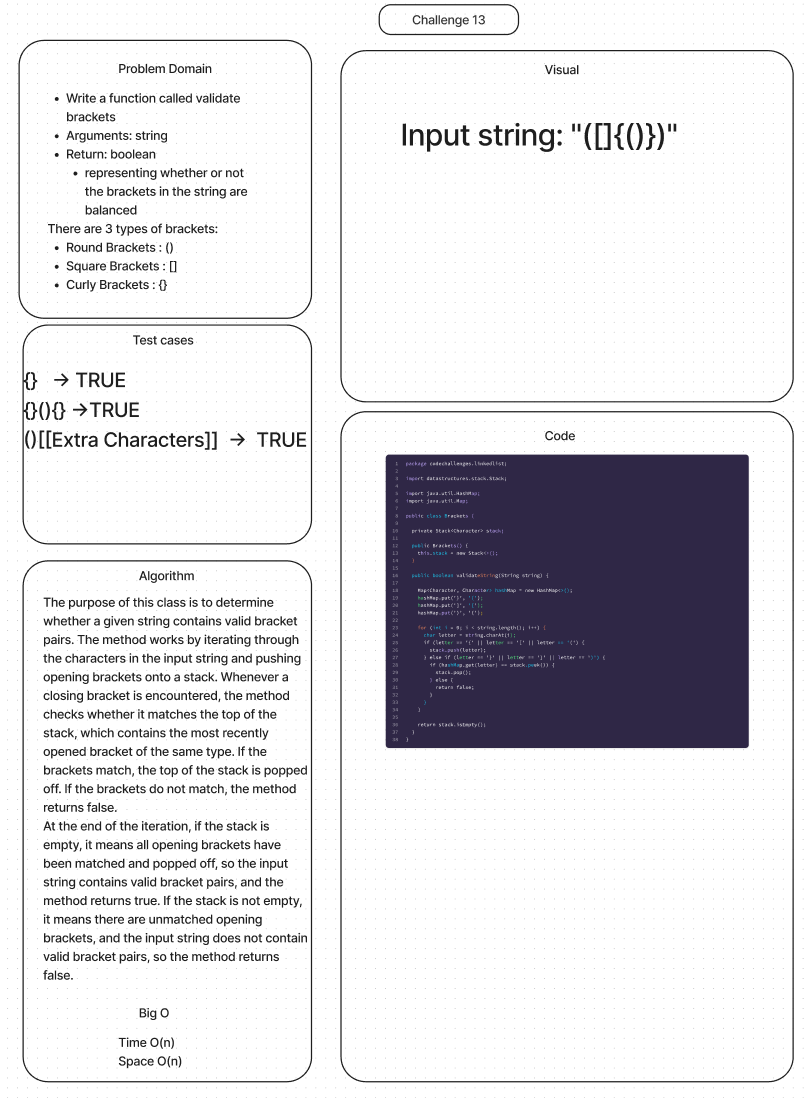 Challenge 13
Problem Domain
• Write a function called validate
brackets
• Arguments: string
• Return: boolean
• representing whether or not
the brackets in the string are
balanced
There are 3 types of brackets:
• Round Brackets : ()
• Square Brackets : []
• Curly Brackets : {}
Test cases
{} → TRUE
{}(){} →TRUE
()[[Extra Characters]] → TRUE
Algorithm
The purpose of this class is to determine
whether a given string contains valid bracket
pairs. The method works by iterating through
the characters in the input string and pushing
opening brackets onto a stack. Whenever a
closing bracket is encountered, the method
checks whether it matches the top of the
stack, which contains the most recently
opened bracket of the same type. If the
brackets match, the top of the stack is popped
off. If the brackets do not match, the method
returns false.
At the end of the iteration, if the stack is
empty, it means all opening brackets have
been matched and popped off, so the input
string contains valid bracket pairs, and the
method returns true. If the stack is not empty,
it means there are unmatched opening
brackets, and the input string does not contain
valid bracket pairs, so the method returns
false.
Big O
Time O(n)
Space O(n)
Visual
Input string: "([]{()})"
Code
1 package codechallenges.linkedlist;
2
3 import datastructures.stack.Stack;
4
5 import java.util.HashMap;
6 import java.util.Map;
7
8 public class Brackets {
9
10 private Stack<Character> stack;
11
12 public Brackets() {
13 this.stack = new Stack<>();
14 }
15
16 public boolean validateString(String string) {
17
18 Map<Character, Character> hashMap = new HashMap<>();
19 hashMap.put('}', '{');
20 hashMap.put(']', '[');
21 hashMap.put(')', '(');
22
23 for (int i = 0; i < string.length(); i++) {
24 char letter = string.charAt(i);
25 if (letter == '{' || letter == '[' || letter == '(') {
26 stack.push(letter);
27 } else if (letter == '}' || letter == ']' || letter == ')') {
28 if (hashMap.get(letter) == stack.peek()) {
29 stack.pop();
30 } else {
31 return false;
32 }
33 }
34 }
35
36 return stack.isEmpty();
37 }
38 }